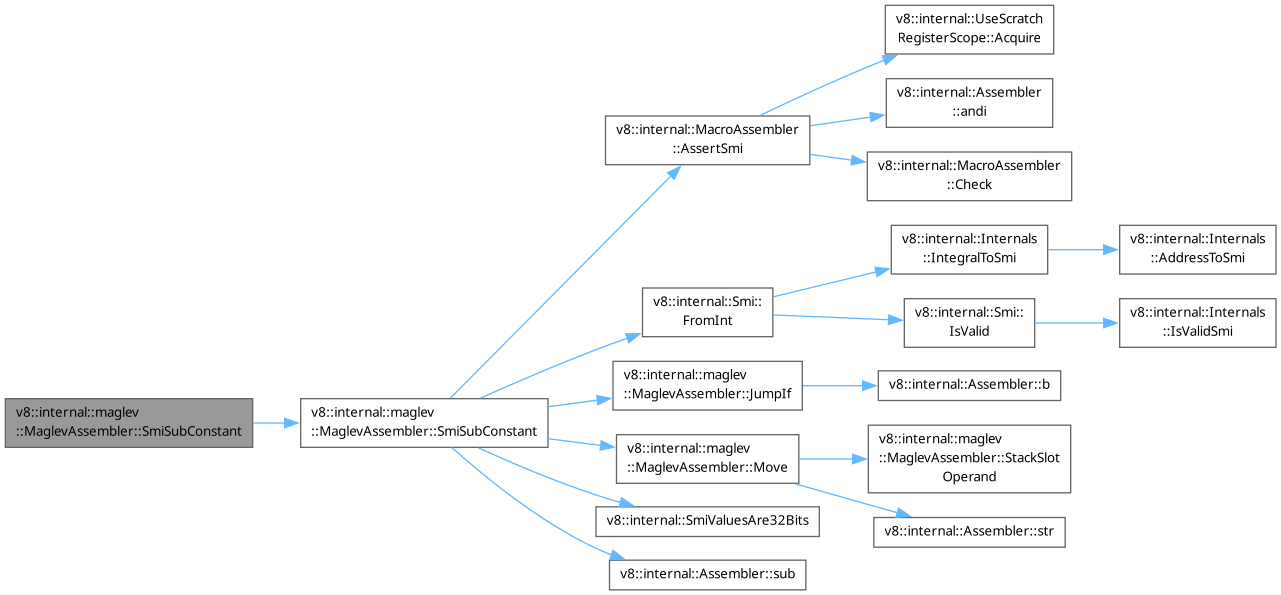 v8::internal::UseScratch
RegisterScope::Acquire
v8::internal::Assembler
::andi
v8::internal::MacroAssembler
::AssertSmi
v8::internal::MacroAssembler
::Check
v8::internal::Internals
::IntegralToSmi
v8::internal::Internals
::AddressToSmi
v8::internal::Smi::
FromInt
v8::internal::Smi::
IsValid
v8::internal::Internals
::IsValidSmi
v8::internal::maglev
::MaglevAssembler::JumpIf
v8::internal::Assembler::b
v8::internal::maglev
::MaglevAssembler::SmiSubConstant
v8::internal::maglev
::MaglevAssembler::SmiSubConstant
v8::internal::maglev
::MaglevAssembler::Move
v8::internal::maglev
::MaglevAssembler::StackSlot
Operand
v8::internal::SmiValuesAre32Bits
v8::internal::Assembler::str
v8::internal::Assembler::sub